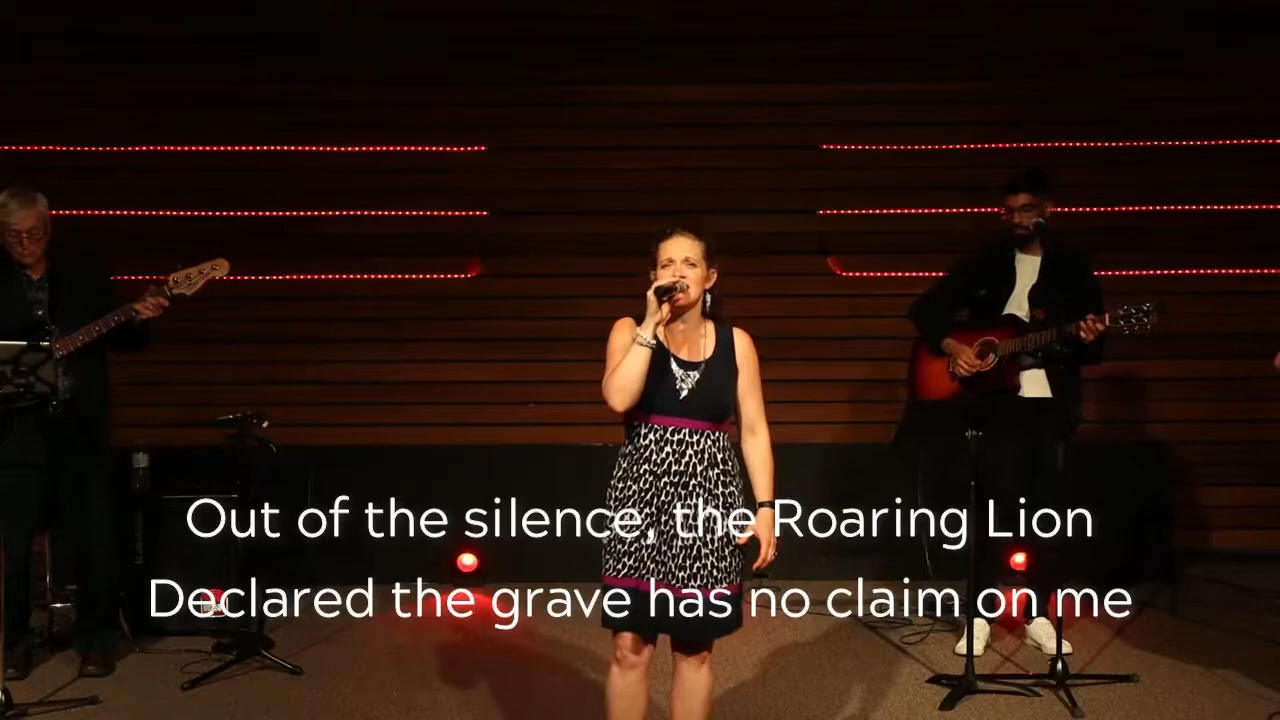 Out of the silence, the Roaring Lion
Declared the grave has no claim on me